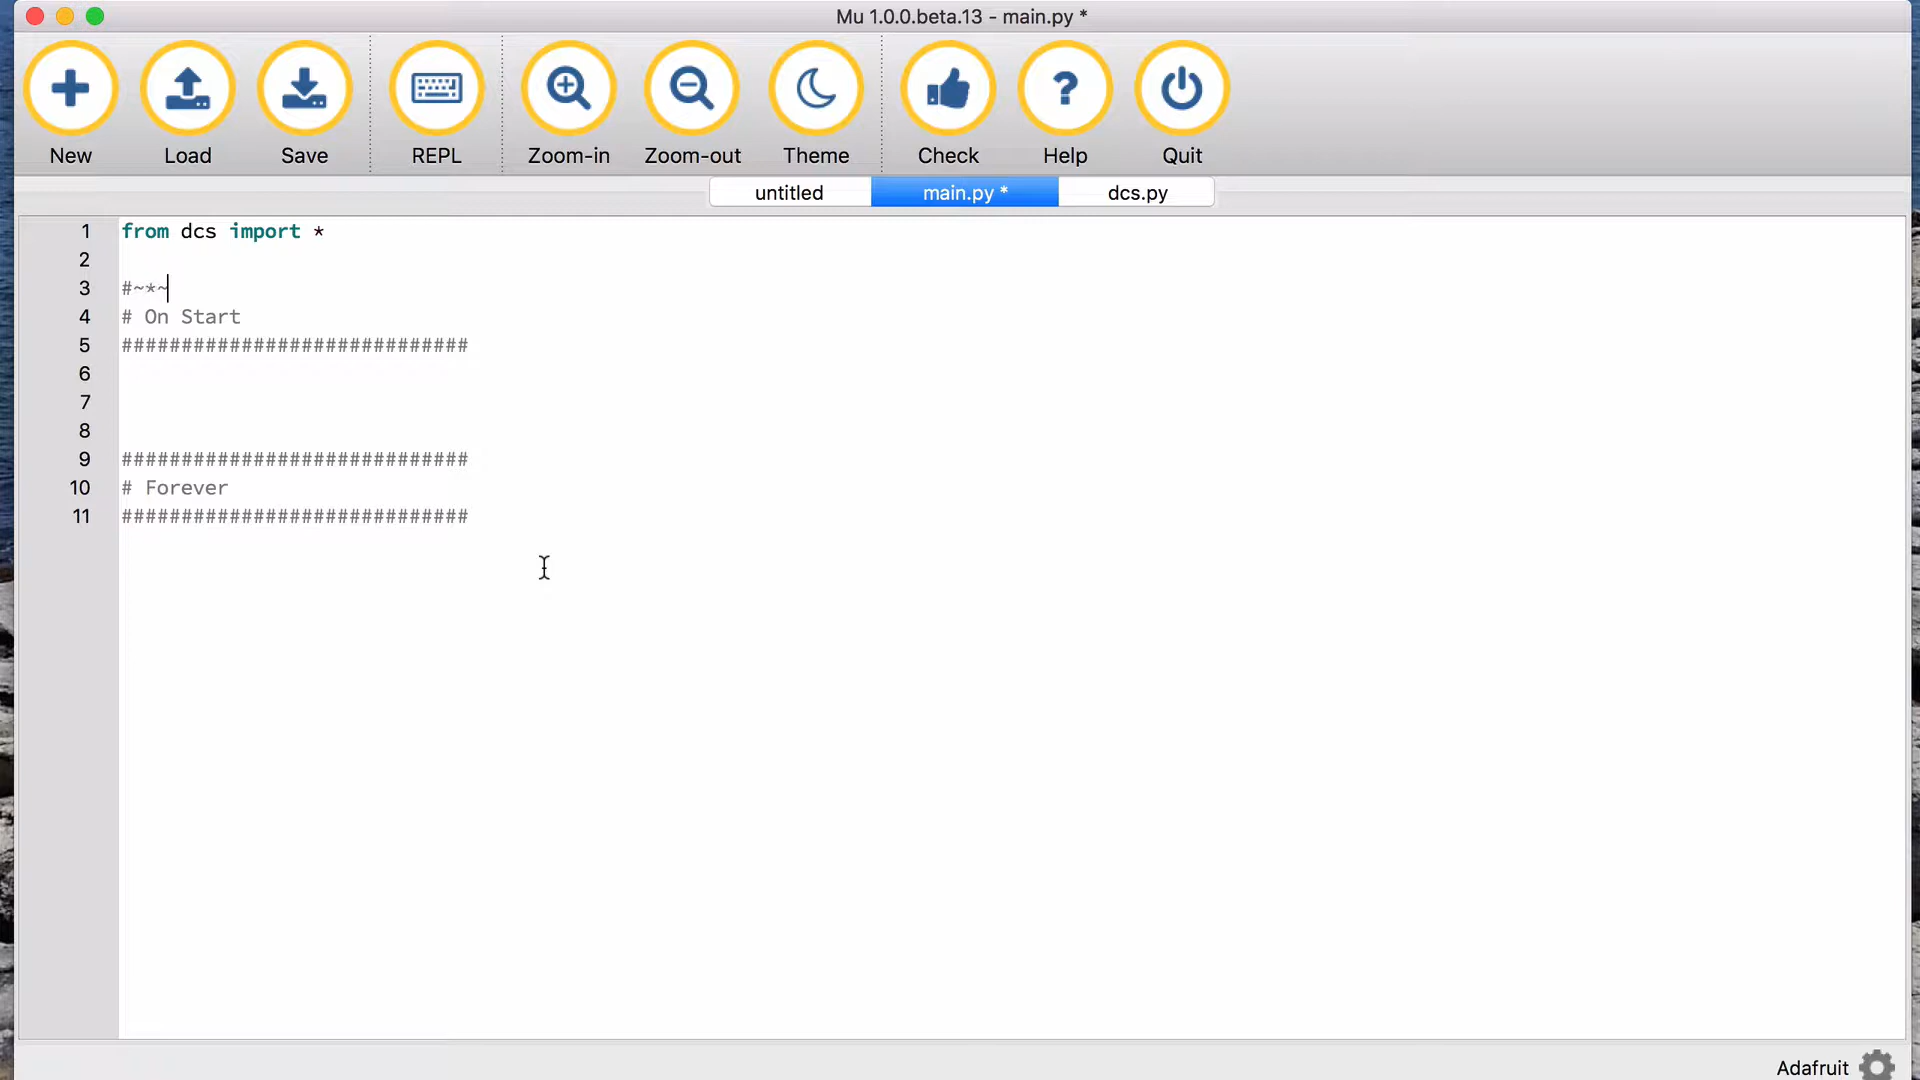 Mu 1.0.0.beta.13 - main.py *
New Load Save REPL Zoom-in Zoom-out Theme Check Help Quit
untitled main.py * dcs.py
1 from dcs import *
2
3 #~*~
4 # On Start
5 #############################
6
7
8
9 #############################
10 # Forever
11 #############################
Adafruit